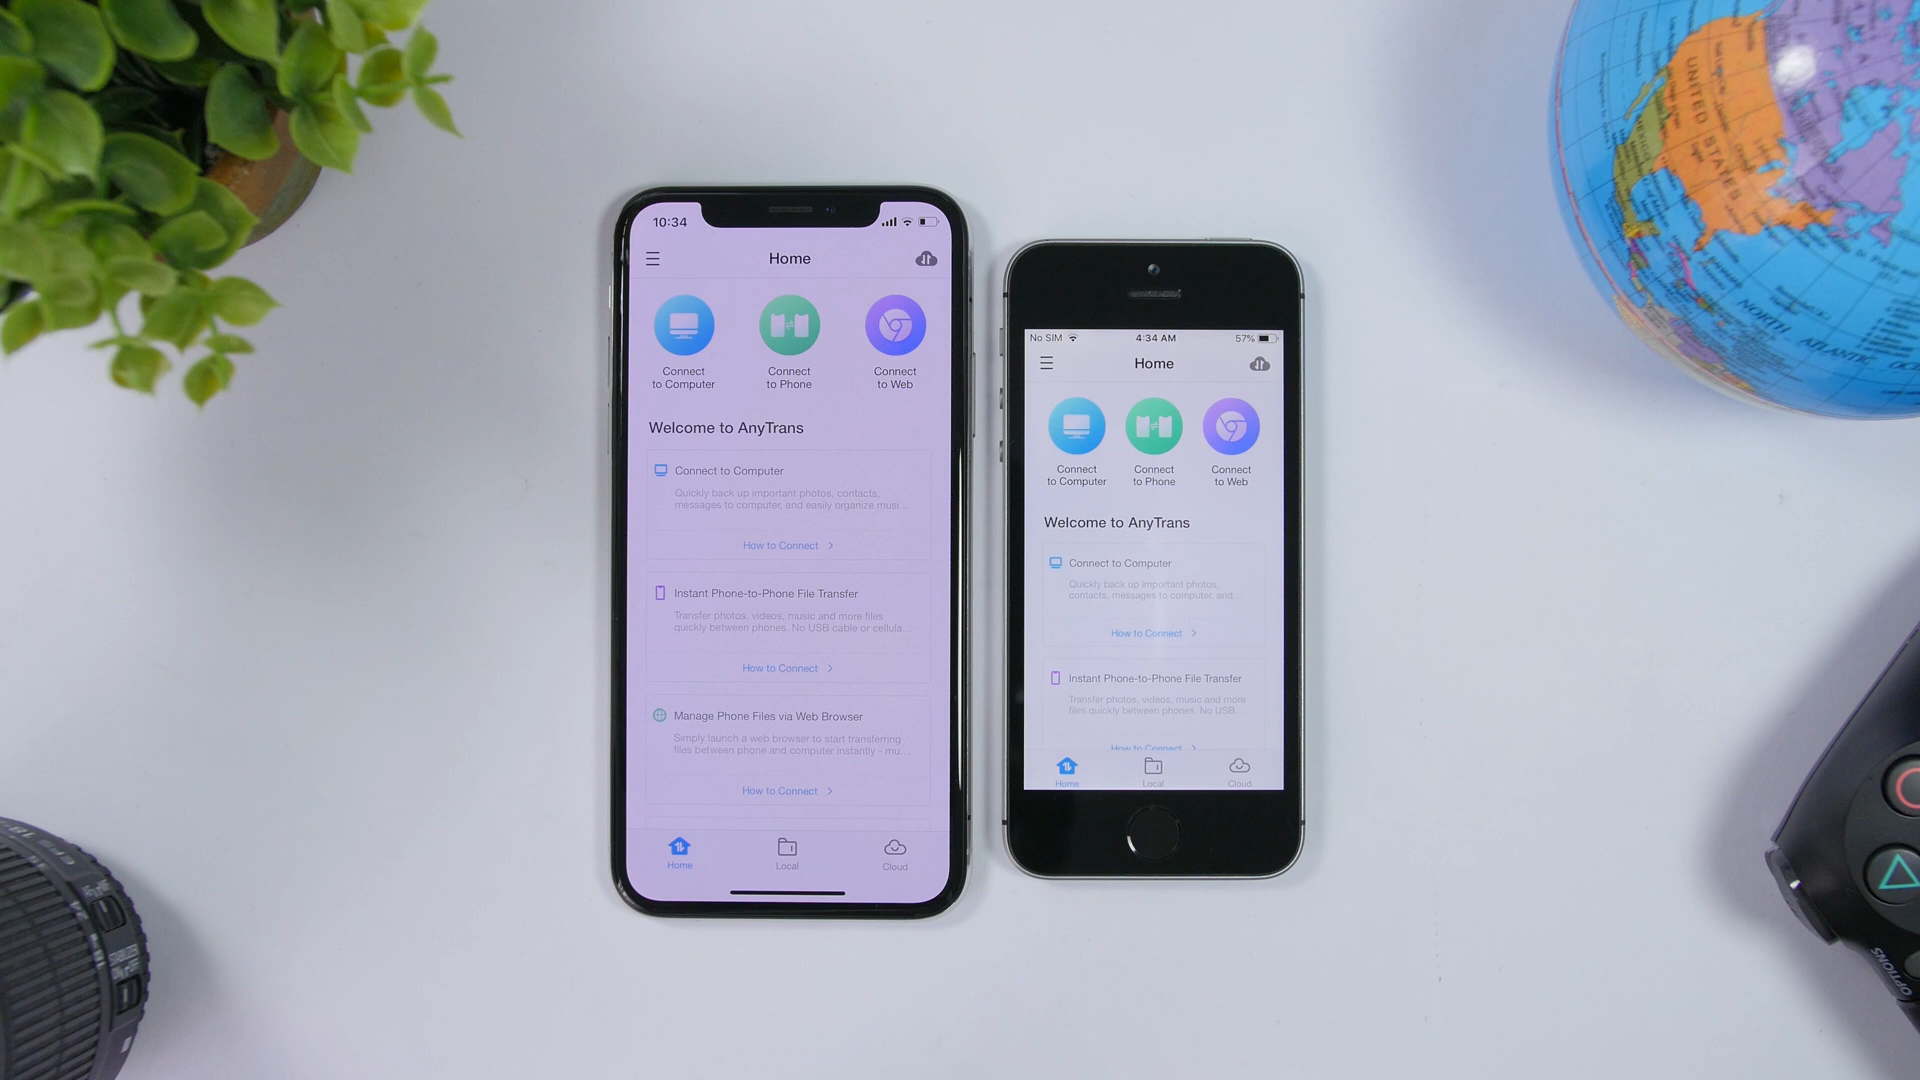 10:34
Home
Connect
to Computer
Connect
to Phone
Connect
to Web
Welcome to AnyTrans
Connect to Computer
Quickly back up important photos, contacts,
messages to computer, and easily organize musi...
How to Connect
Instant Phone-to-Phone File Transfer
Transfer photos, videos, music and more files
quickly between phones. No USB cable or cellula...
How to Connect
Manage Phone Files via Web Browser
Simply launch a web browser to start transferring
files between phone and computer instantly - mu...
How to Connect
Home
Local
Cloud
No SIM
4:34 AM
57%
Home
Connect
to Computer
Connect
to Phone
Connect
to Web
Welcome to AnyTrans
Connect to Computer
Quickly back up important photos,
contacts, messages to computer, and...
How to Connect
Instant Phone-to-Phone File Transfer
Transfer photos, videos, music and more
files quickly between phones. No USB...
How to Connect
Home
Local
Cloud
UNITED STATES
MEXICO
NORTH
ATLANTIC
OPTIONS